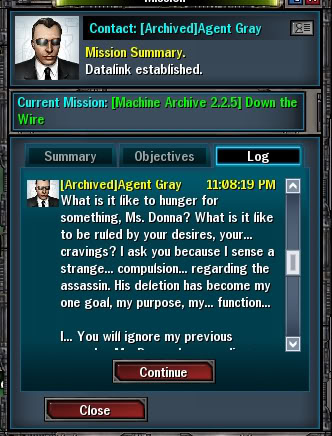 Mission
Contact: [Archived]Agent Gray
Mission Summary.
Datalink established.
Current Mission: [Machine Archive 2.2.5] Down the
Wire
Summary
Objectives
Log
[Archived]Agent Gray 11:08:19 PM
What is it like to hunger for
something, Ms. Donna? What is it like
to be ruled by your desires, your...
cravings? I ask you because I sense a
strange... compulsion... regarding the
assassin. His deletion has become my
one goal, my purpose, my... function...
I... You will ignore my previous
Continue
Close